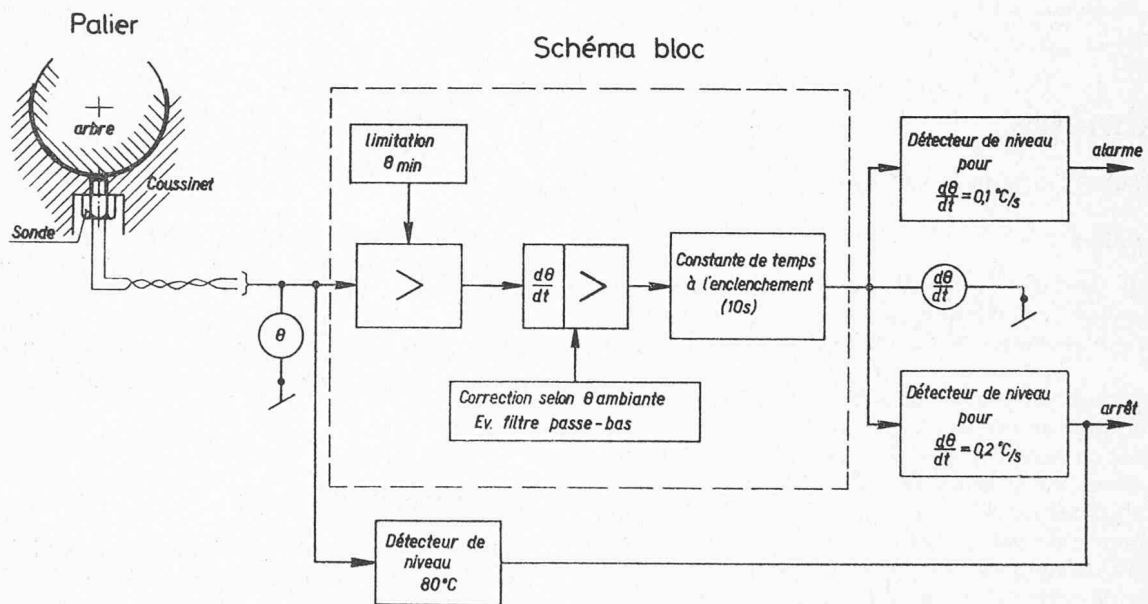 Palier
Schéma bloc
arbre
Coussinet
Sonde
θ
limitation
θ min
>
dθ
dt
>
Correction selon θ ambiante
Ev. filtre passe-bas
Constante de temps
à l'enclenchement
(10s)
Détecteur de niveau
pour
dθ/dt = 0,1 °C/s
alarme
dθ
dt
Détecteur de niveau
pour
dθ/dt = 0,2 °C/s
arrêt
Détecteur de
niveau
80°C